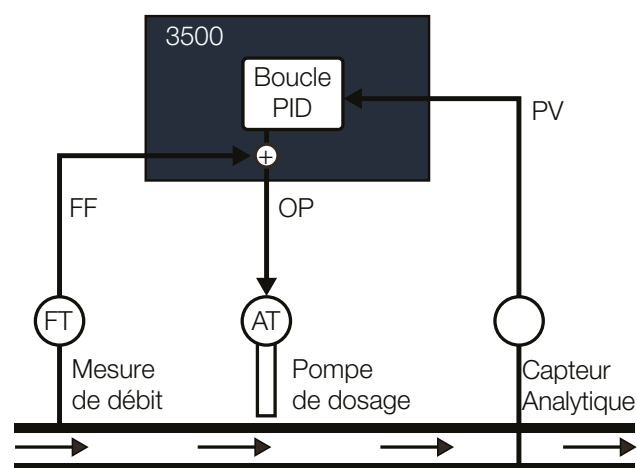 3500
Boucle
PID
PV
+
FF
OP
FT
AT
Mesure
de débit
Pompe
de dosage
Capteur
Analytique